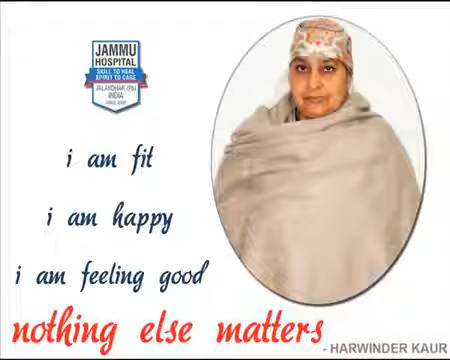 JAMMU
HOSPITAL
SKILL TO HEAL
SPIRIT TO CARE
JALANDHAR (PB)
INDIA
i am fit
i am happy
i am feeling good
nothing else matters
- HARWINDER KAUR